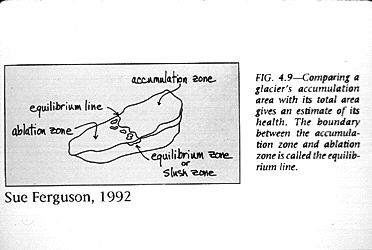 accumulation zone
equilibrium line
ablation zone
equilibrium zone
or
slush zone
FIG. 4.9—Comparing a
glacier's accumulation
area with its total area
gives an estimate of its
health. The boundary
between the accumula-
tion zone and ablation
zone is called the equilib-
rium line.
Sue Ferguson, 1992